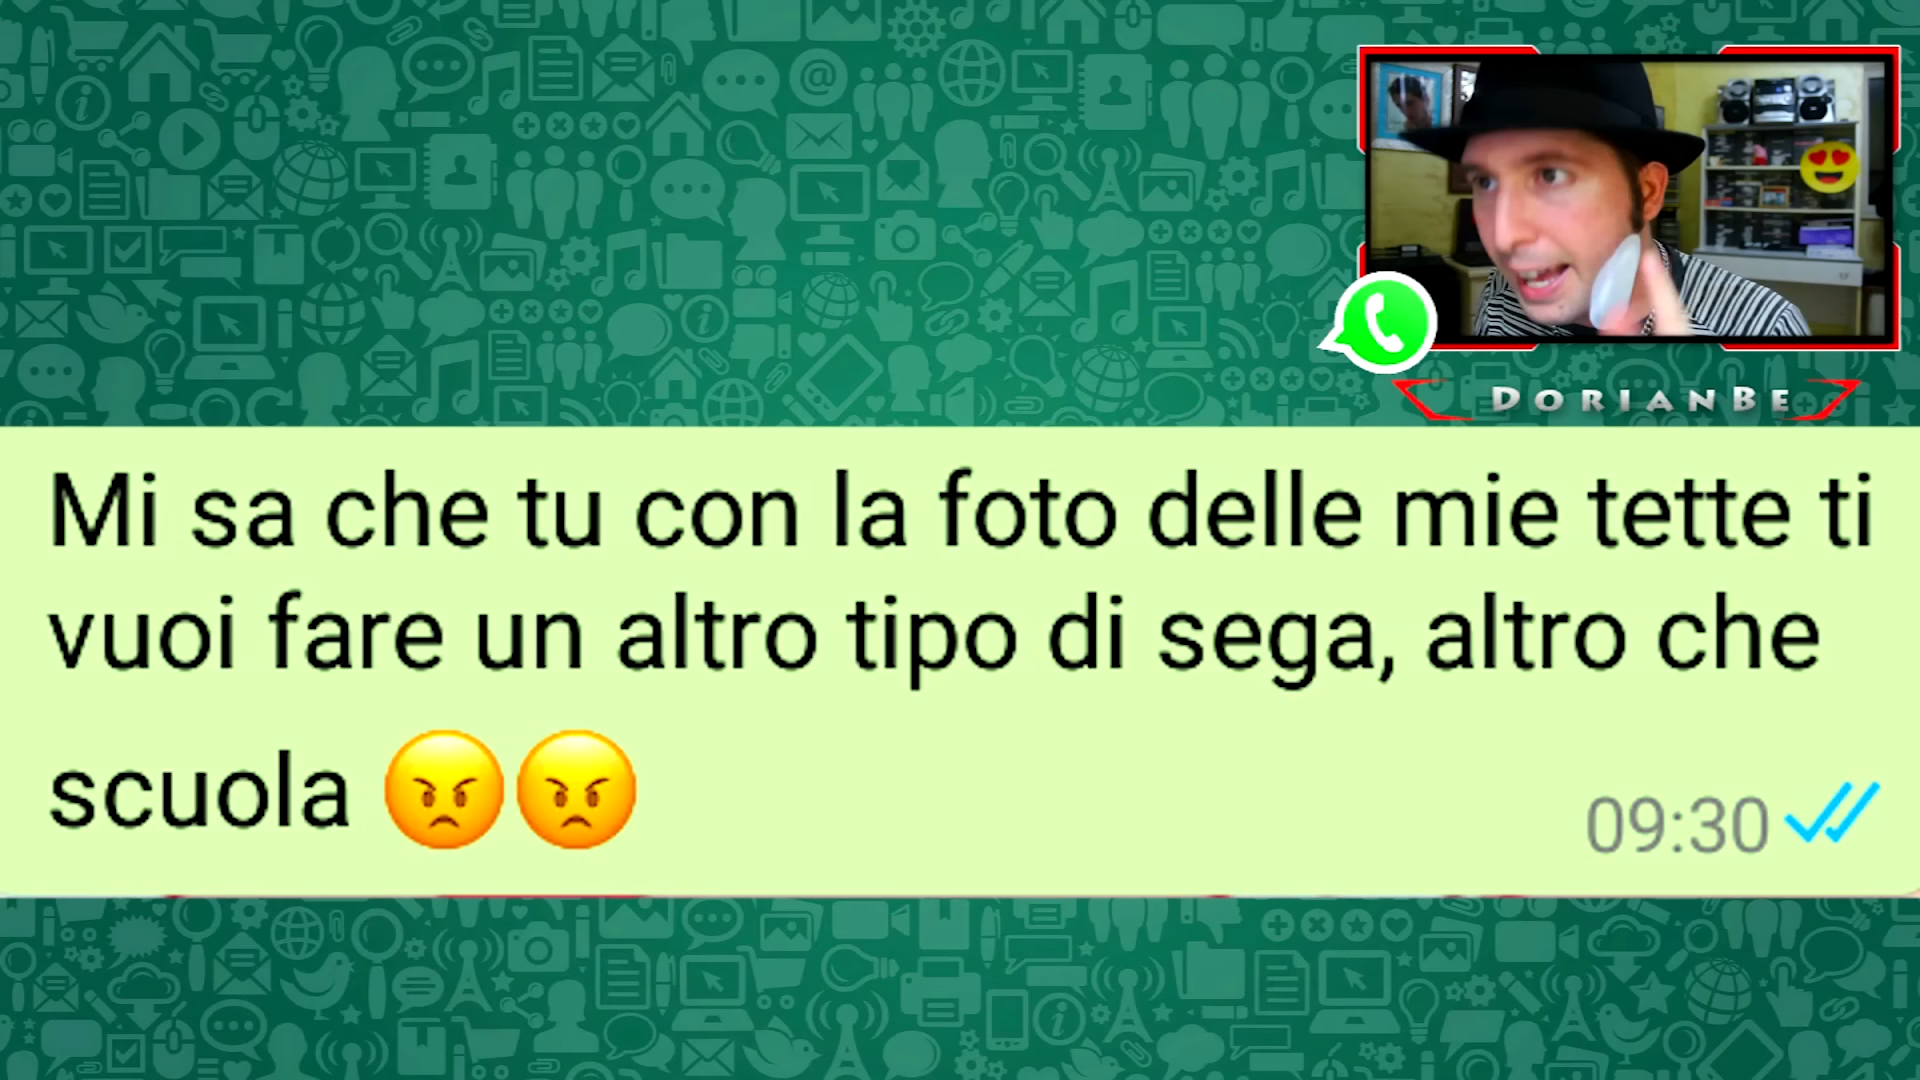 DorianBe
Mi sa che tu con la foto delle mie tette ti
vuoi fare un altro tipo di sega, altro che
scuola 😠😠
09:30